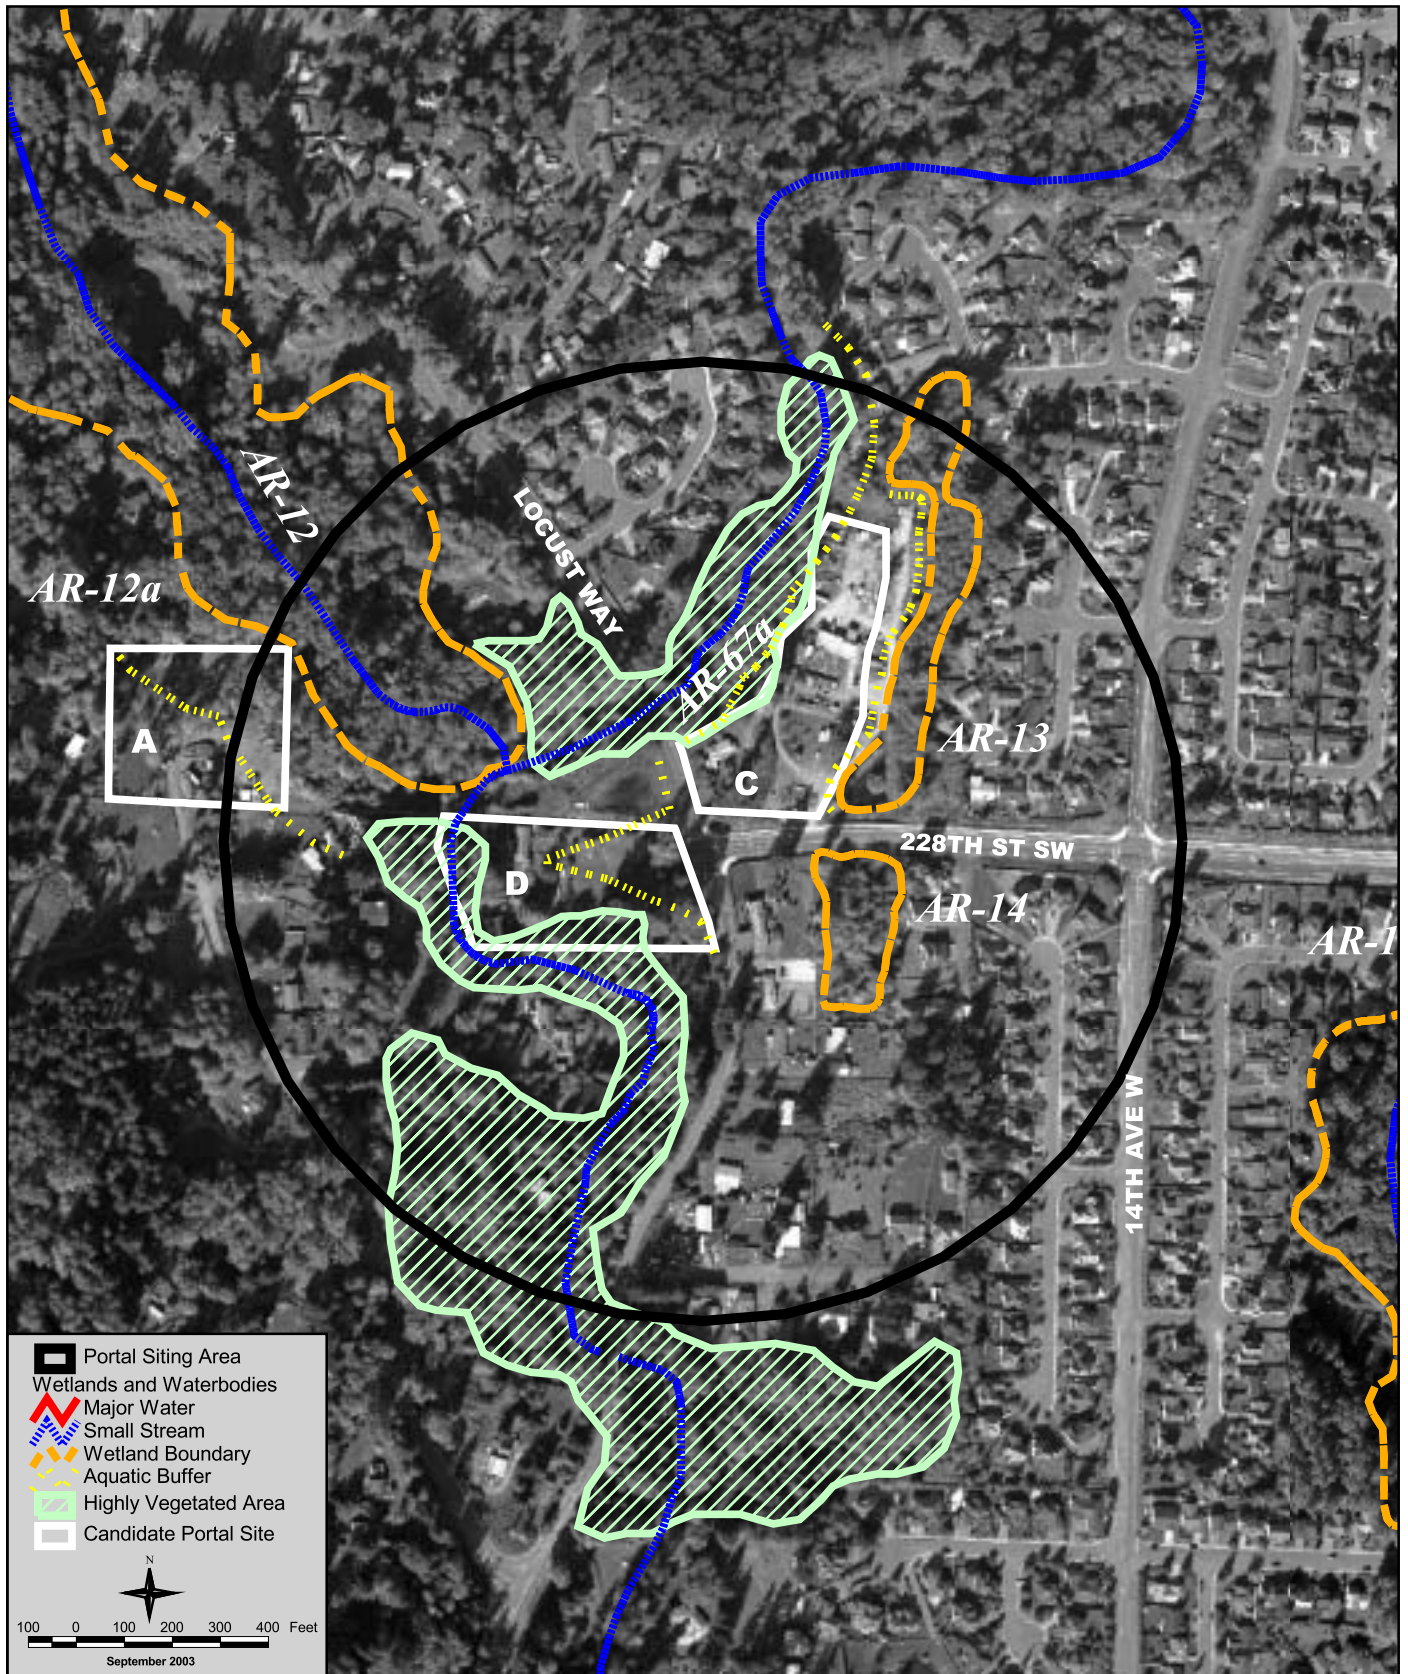 AR-12
LOCUST WAY
AR-12a
AR-67a
A
AR-13
C
228TH ST SW
D
AR-14
AR-1
14TH AVE W
Portal Siting Area
Wetlands and Waterbodies
Major Water
Small Stream
Wetland Boundary
Aquatic Buffer
Highly Vegetated Area
Candidate Portal Site
N
100 0 100 200 300 400 Feet
September 2003